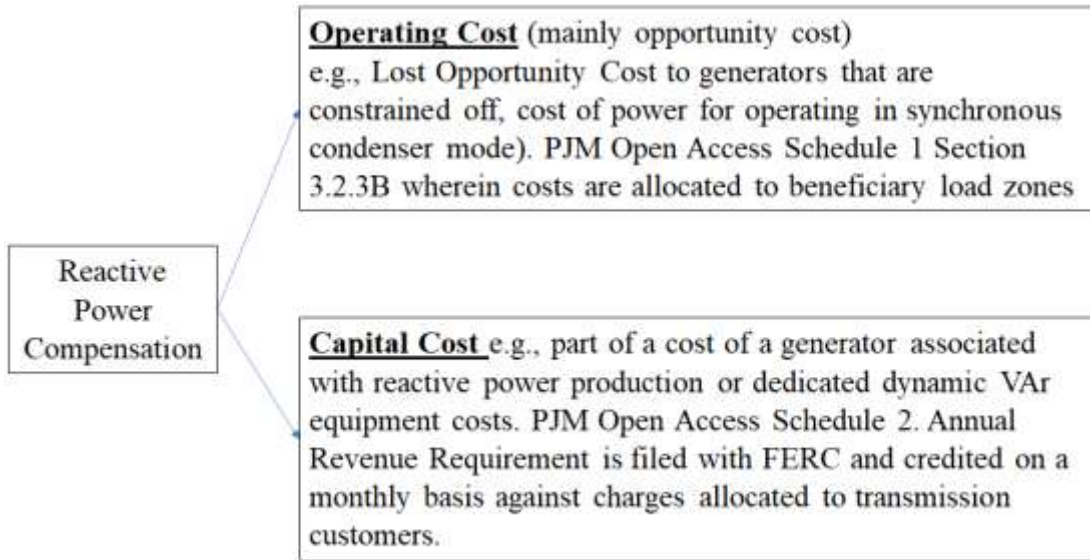 Operating Cost (mainly opportunity cost)
e.g., Lost Opportunity Cost to generators that are
constrained off, cost of power for operating in synchronous
condenser mode). PJM Open Access Schedule 1 Section
3.2.3B wherein costs are allocated to beneficiary load zones
Reactive
Power
Compensation
Capital Cost e.g., part of a cost of a generator associated
with reactive power production or dedicated dynamic VAr
equipment costs. PJM Open Access Schedule 2. Annual
Revenue Requirement is filed with FERC and credited on a
monthly basis against charges allocated to transmission
customers.